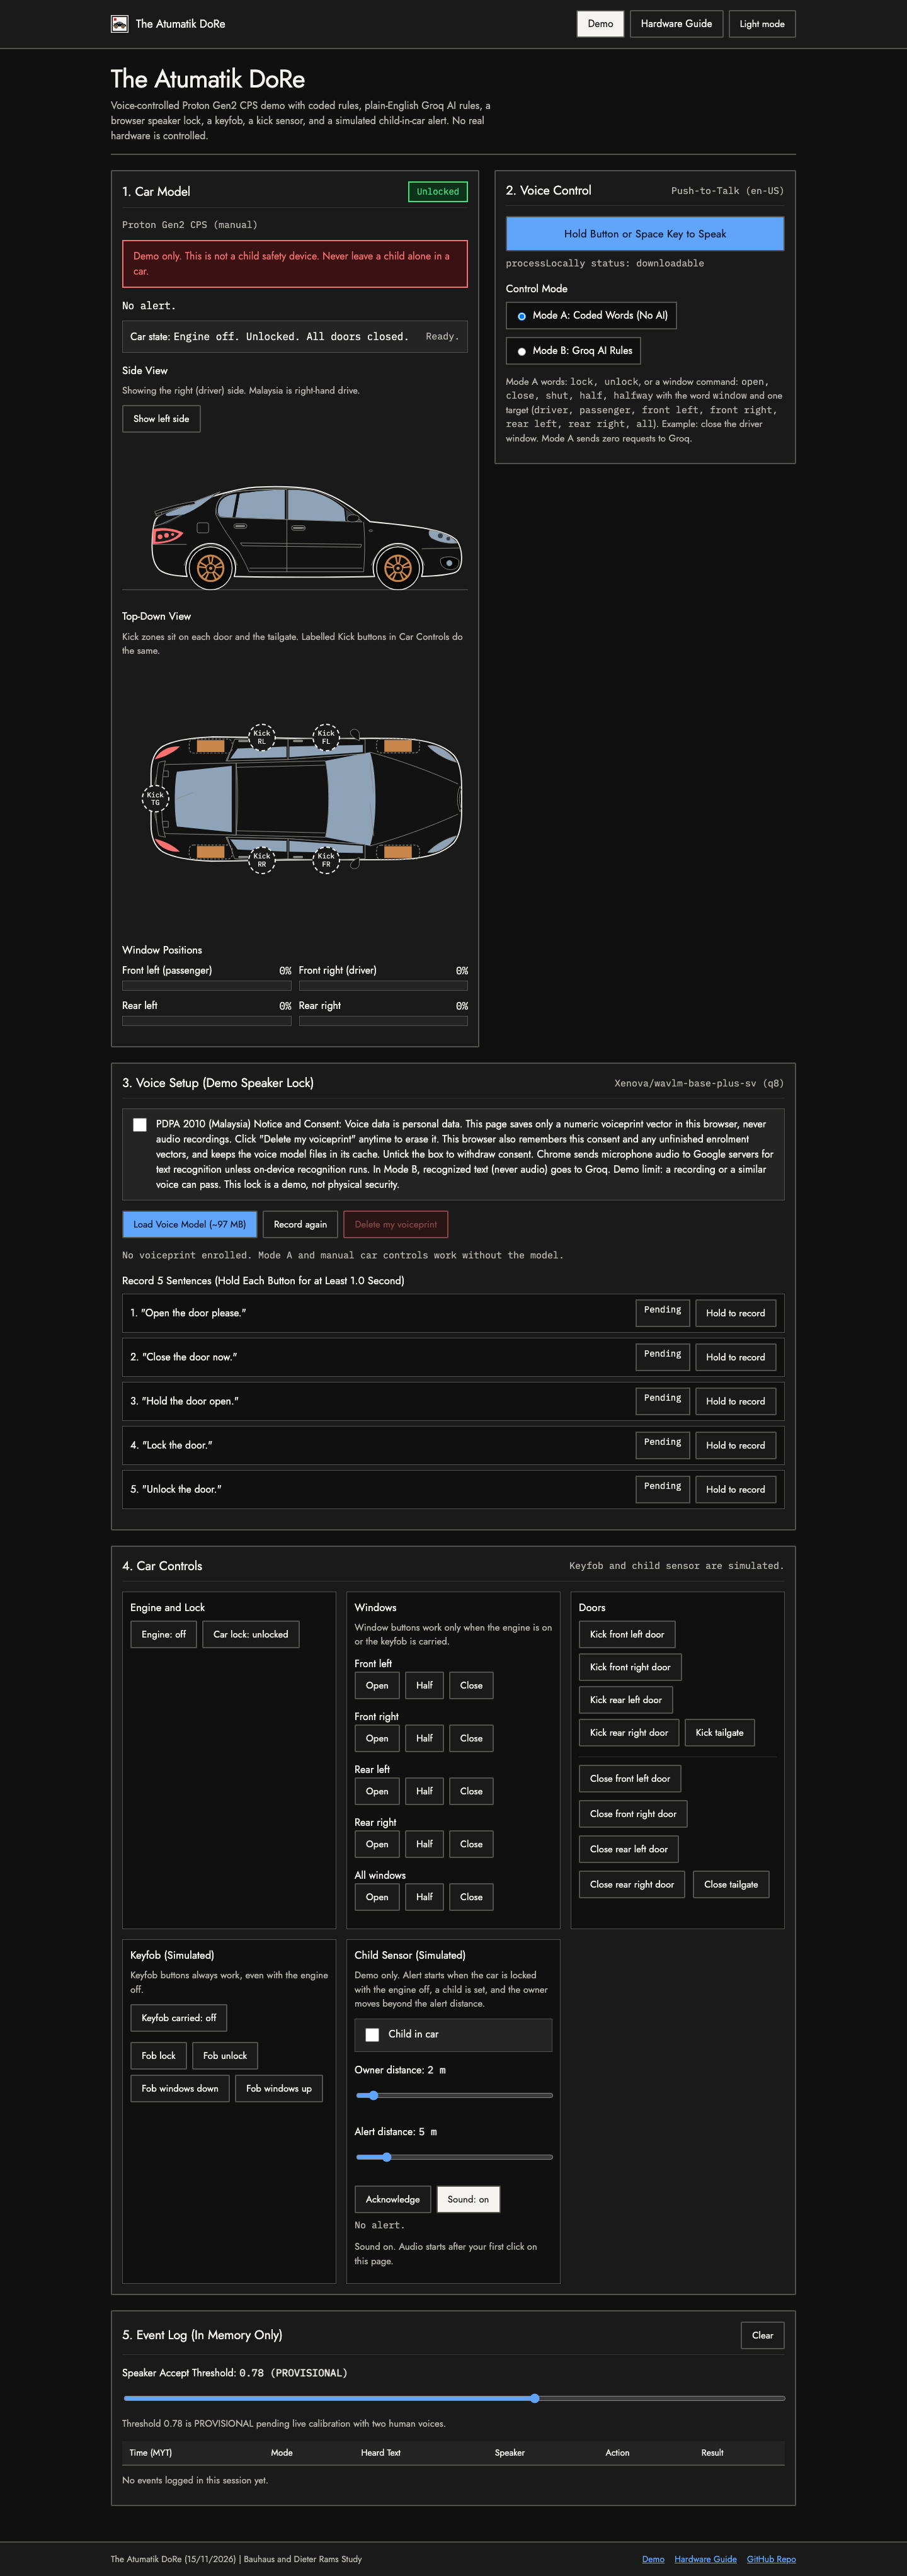 The Atumatik DoRe
Demo
Hardware Guide
Light mode
The Atumatik DoRe
Voice-controlled Proton Gen2 CPS demo with coded rules, plain-English Groq AI rules, a
browser speaker lock, a keyfob, a kick sensor, and a simulated child-in-car alert. No real
hardware is controlled.
1. Car Model
Unlocked
Proton Gen2 CPS (manual)
Demo only. This is not a child safety device. Never leave a child alone in a
car.
No alert.
Car state: Engine off. Unlocked. All doors closed.
Ready.
Side View
Showing the right (driver) side. Malaysia is right-hand drive.
Show left side
Top-Down View
Kick zones sit on each door and the tailgate. Labelled Kick buttons in Car Controls do
the same.
Kick
RL
Kick
FL
Kick
TG
Kick
RR
Kick
FR
Window Positions
Front left (passenger)
0%
Front right (driver)
0%
Rear left
0%
Rear right
0%
2. Voice Control
Push-to-Talk (en-US)
Hold Button or Space Key to Speak
processLocally status: downloadable
Control Mode
Mode A: Coded Words (No AI)
Mode B: Groq AI Rules
Mode A words: lock, unlock, or a window command: open,
close, shut, half, halfway with the word window and one
target (driver, passenger, front left, front right,
rear left, rear right, all). Example: close the driver
window. Mode A sends zero requests to Groq.
3. Voice Setup (Demo Speaker Lock)
Xenova/wavlm-base-plus-sv (q8)
PDPA 2010 (Malaysia) Notice and Consent: Voice data is personal data. This page saves only a numeric voiceprint vector in this browser, never
audio recordings. Click "Delete my voiceprint" anytime to erase it. This browser also remembers this consent and any unfinished enrolment
vectors, and keeps the voice model files in its cache. Untick the box to withdraw consent. Chrome sends microphone audio to Google servers for
text recognition unless on-device recognition runs. In Mode B, recognized text (never audio) goes to Groq. Demo limit: a recording or a similar
voice can pass. This lock is a demo, not physical security.
Load Voice Model (~97 MB)
Record again
Delete my voiceprint
No voiceprint enrolled. Mode A and manual car controls work without the model.
Record 5 Sentences (Hold Each Button for at Least 1.0 Second)
1. "Open the door please."
Pending
Hold to record
2. "Close the door now."
Pending
Hold to record
3. "Hold the door open."
Pending
Hold to record
4. "Lock the door."
Pending
Hold to record
5. "Unlock the door."
Pending
Hold to record
4. Car Controls
Keyfob and child sensor are simulated.
Engine and Lock
Engine: off
Car lock: unlocked
Windows
Window buttons work only when the engine is on
or the keyfob is carried.
Front left
Open
Half
Close
Front right
Open
Half
Close
Rear left
Open
Half
Close
Rear right
Open
Half
Close
All windows
Open
Half
Close
Doors
Kick front left door
Kick front right door
Kick rear left door
Kick rear right door
Kick tailgate
Close front left door
Close front right door
Close rear left door
Close rear right door
Close tailgate
Keyfob (Simulated)
Keyfob buttons always work, even with the engine
off.
Keyfob carried: off
Fob lock
Fob unlock
Fob windows down
Fob windows up
Child Sensor (Simulated)
Demo only. Alert starts when the car is locked
with the engine off, a child is set, and the owner
moves beyond the alert distance.
Child in car
Owner distance: 2 m
Alert distance: 5 m
Acknowledge
Sound: on
No alert.
Sound on. Audio starts after your first click on
this page.
5. Event Log (In Memory Only)
Clear
Speaker Accept Threshold: 0.78 (PROVISIONAL)
Threshold 0.78 is PROVISIONAL pending live calibration with two human voices.
Time (MYT)
Mode
Heard Text
Speaker
Action
Result
No events logged in this session yet.
The Atumatik DoRe (15/11/2026) | Bauhaus and Dieter Rams Study
Demo
Hardware Guide
GitHub Repo